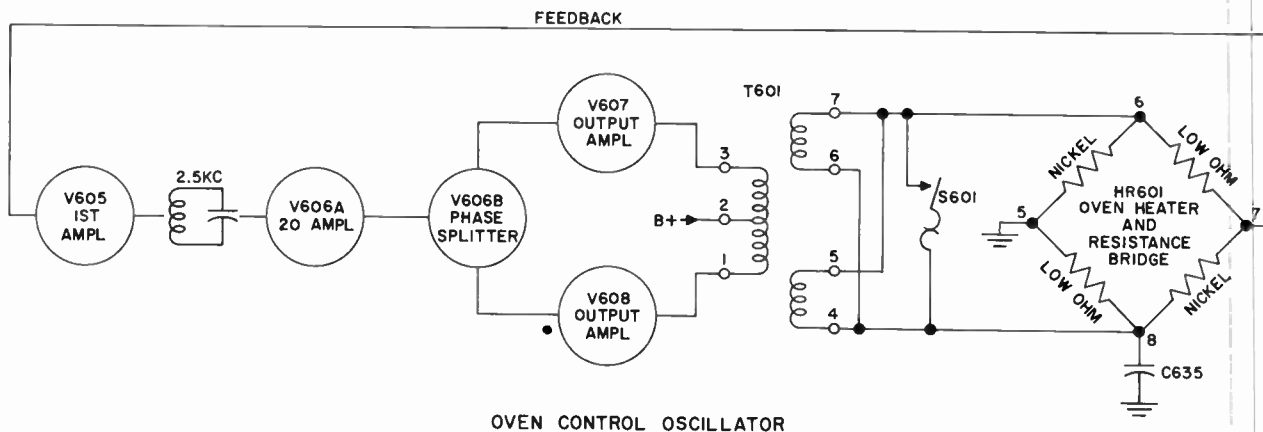 FEEDBACK
V605
1ST
AMPL
2.5KC
V606A
20 AMPL
V606B
PHASE
SPLITTER
V607
OUTPUT
AMPL
V608
OUTPUT
AMPL
3
B+
2
1
T601
7
6
5
4
S601
6
NICKEL
LOW OHM
HR601
OVEN HEATER
AND
RESISTANCE
BRIDGE
5
7
LOW OHM
NICKEL
8
C635
OVEN CONTROL OSCILLATOR